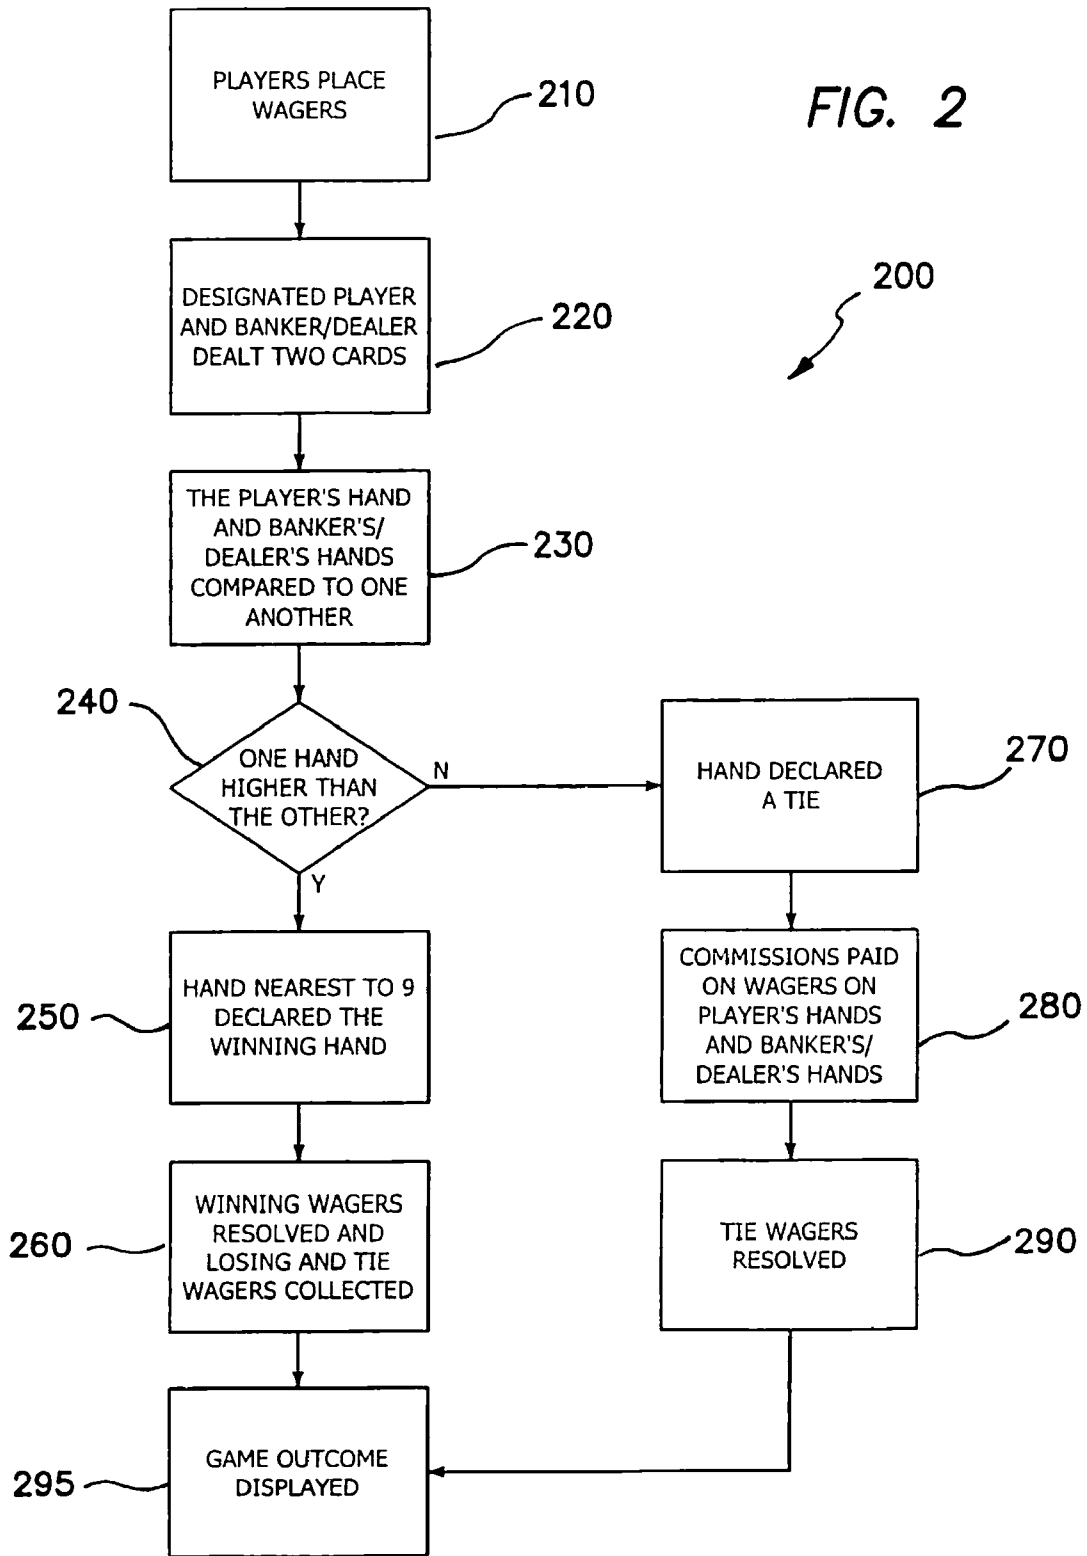 PLAYERS PLACE
WAGERS
210
FIG. 2
200
DESIGNATED PLAYER
AND BANKER/DEALER
DEALT TWO CARDS
220
THE PLAYER'S HAND
AND BANKER'S/
DEALER'S HANDS
COMPARED TO ONE
ANOTHER
230
240
ONE HAND
HIGHER THAN
THE OTHER?
N
Y
HAND DECLARED
A TIE
270
250
HAND NEAREST TO 9
DECLARED THE
WINNING HAND
COMMISSIONS PAID
ON WAGERS ON
PLAYER'S HANDS
AND BANKER'S/
DEALER'S HANDS
280
260
WINNING WAGERS
RESOLVED AND
LOSING AND TIE
WAGERS COLLECTED
TIE WAGERS
RESOLVED
290
295
GAME OUTCOME
DISPLAYED